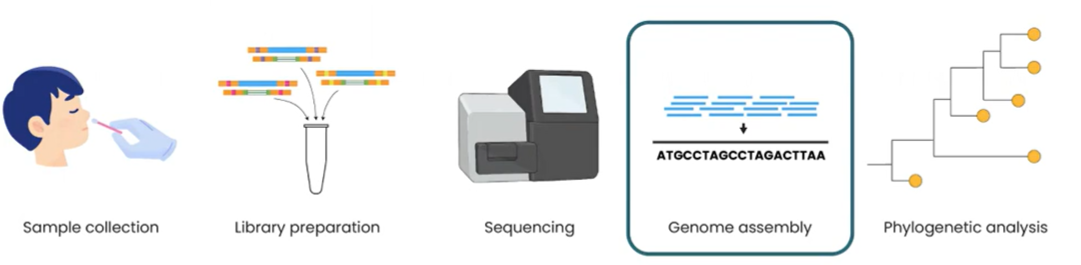 ATGCCTAGCCTAGACTTAA
Sample collection
Library preparation
Sequencing
Genome assembly
Phylogenetic analysis